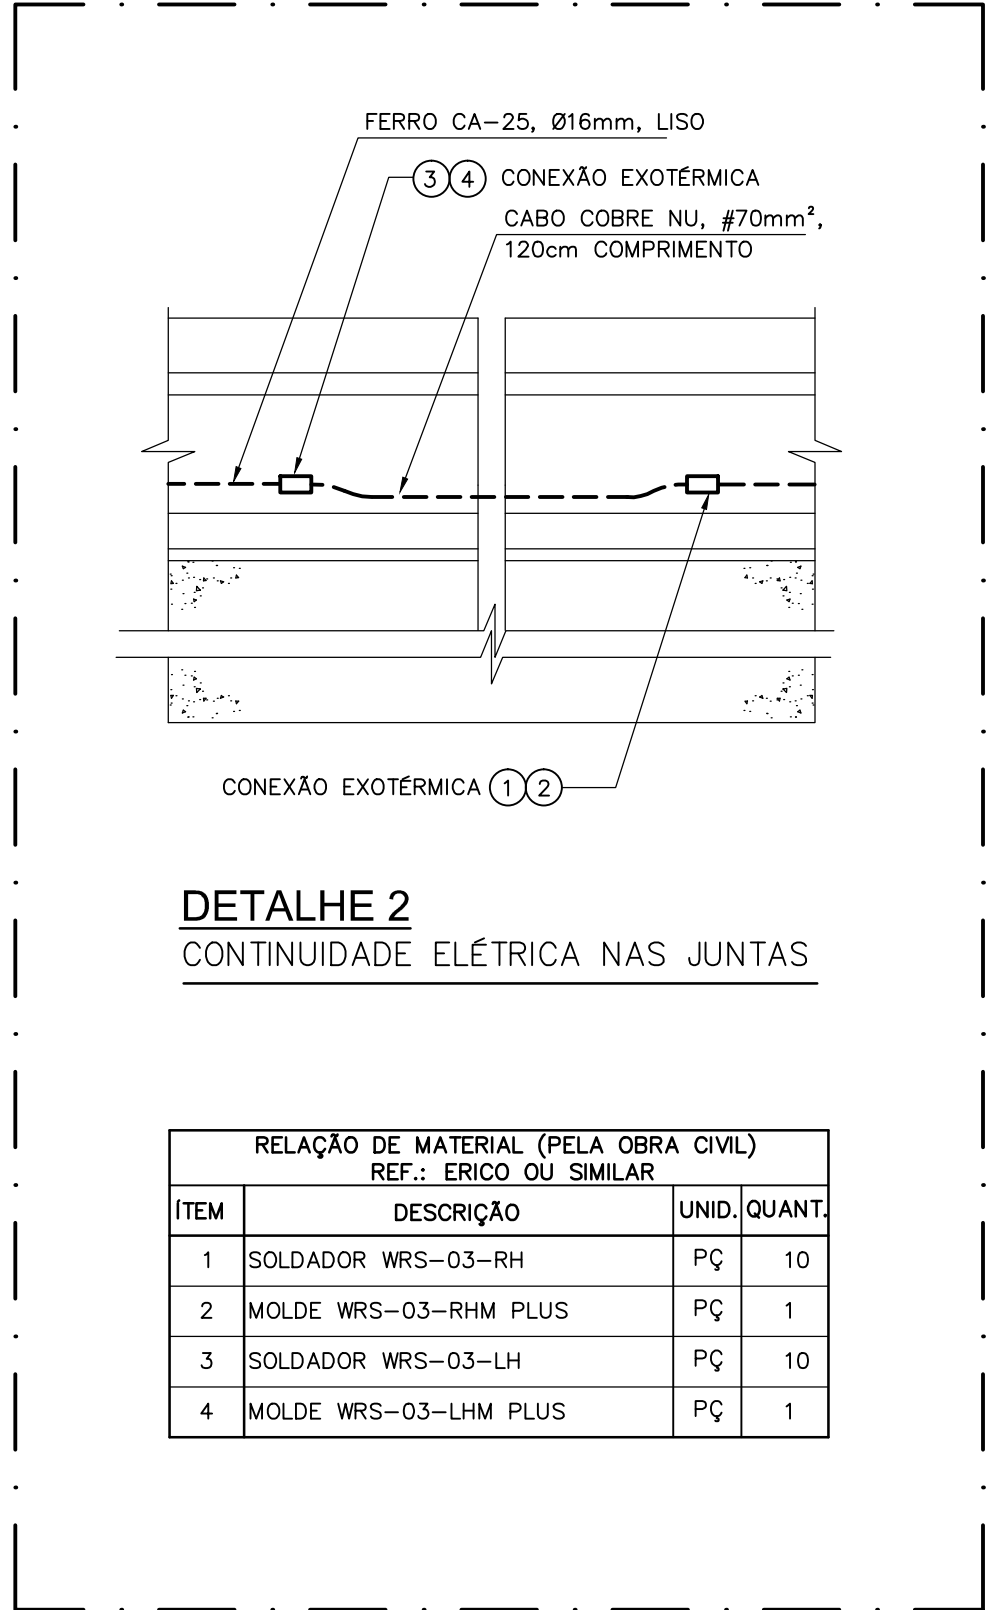 FERRO CA-25, Ø16mm, LISO
3 4 CONEXÃO EXOTÉRMICA
CABO COBRE NU, #70mm²,
120cm COMPRIMENTO
CONEXÃO EXOTÉRMICA 1 2
DETALHE 2
CONTINUIDADE ELÉTRICA NAS JUNTAS
RELAÇÃO DE MATERIAL (PELA OBRA CIVIL)
REF.: ERICO OU SIMILAR
ÍTEM DESCRIÇÃO UNID. QUANT.
1 SOLDADOR WRS-03-RH PÇ 10
2 MOLDE WRS-03-RHM PLUS PÇ 1
3 SOLDADOR WRS-03-LH PÇ 10
4 MOLDE WRS-03-LHM PLUS PÇ 1